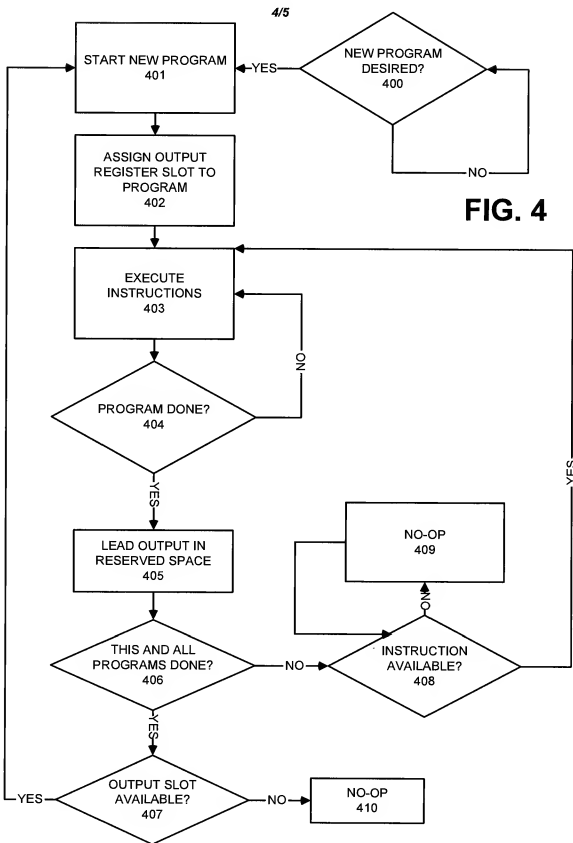 4/5
START NEW PROGRAM
401
YES
NEW PROGRAM
DESIRED?
400
NO
ASSIGN OUTPUT
REGISTER SLOT TO
PROGRAM
402
FIG. 4
EXECUTE
INSTRUCTIONS
403
NO
PROGRAM DONE?
404
YES
YES
LEAD OUTPUT IN
RESERVED SPACE
405
NO-OP
409
NO
THIS AND ALL
PROGRAMS DONE?
406
NO
INSTRUCTION
AVAILABLE?
408
YES
OUTPUT SLOT
AVAILABLE?
407
YES
NO
NO-OP
410